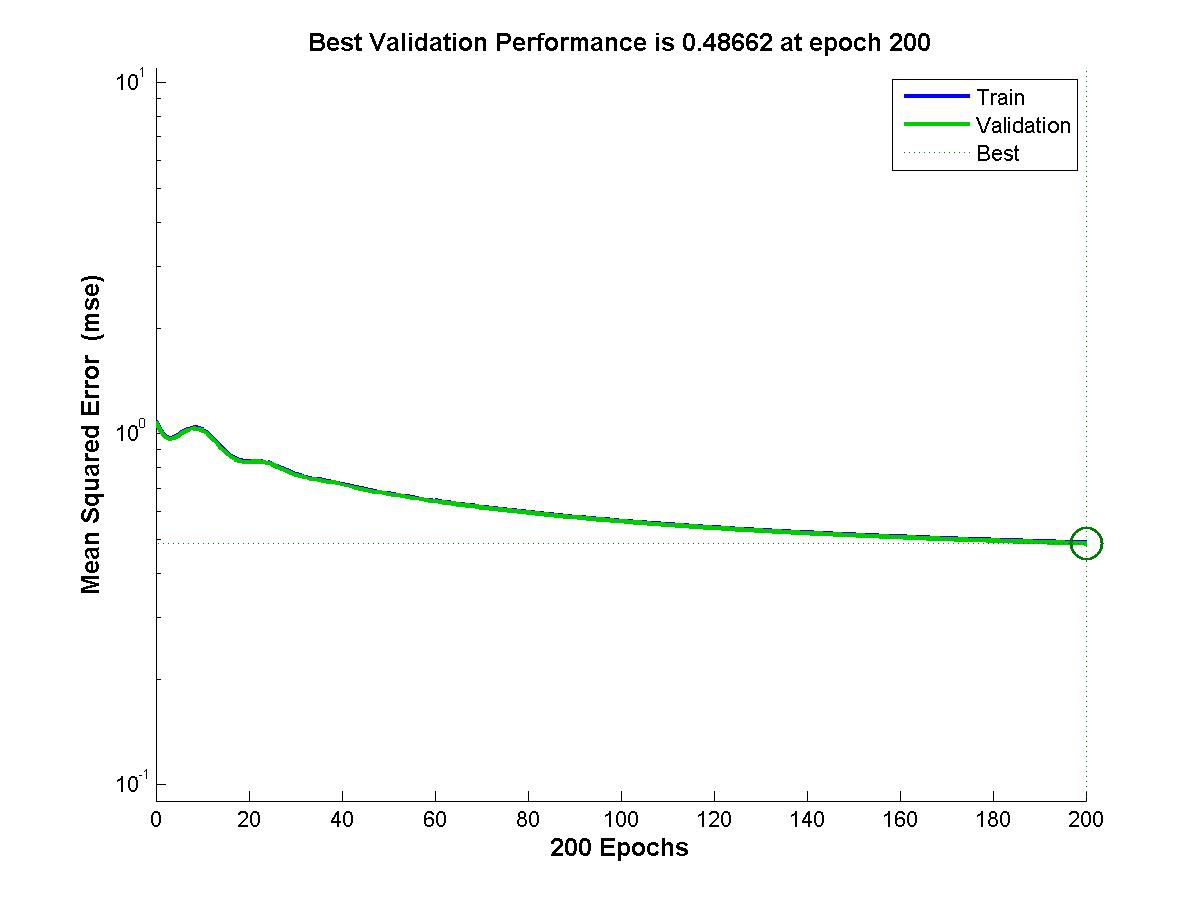 Best Validation Performance is 0.48662 at epoch 200
Train
Validation
Best
10^1
10^0
10^-1
Mean Squared Error (mse)
0 20 40 60 80 100 120 140 160 180 200
200 Epochs